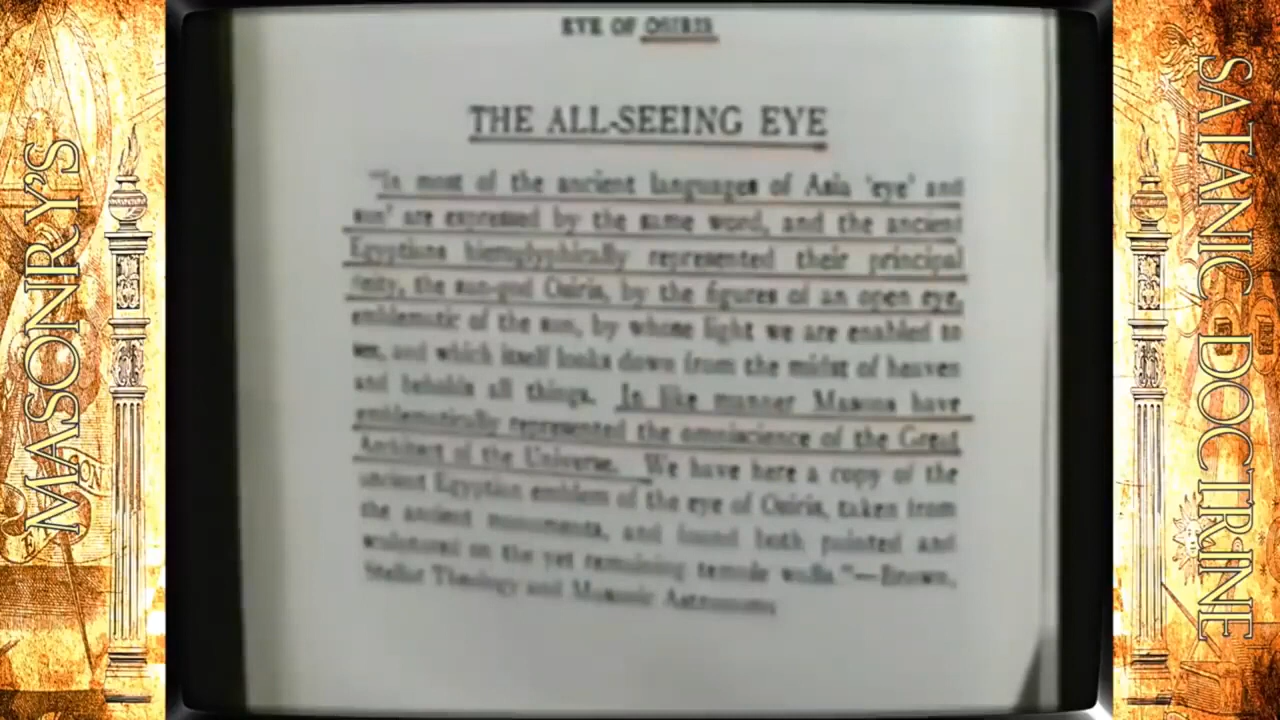 MASONRY'S
EYE OF OSIRIS
THE ALL-SEEING EYE
"In most of the ancient languages of Asia 'eye' and
sun' are expressed by the same word, and the ancient
Egyptians hieroglyphically represented their principal
the sun-god Osiris, by the figures of an open eye,
emblematic of the sun, by whose light we are enabled to
see, and which itself looks down from the midst of heaven
and beholds all things. In like manner Masons have
emblematically represented the omniscience of the Great
Architect of the Universe. We have here a copy of the
ancient Egyptian emblem of the eye of Osiris, taken from
the ancient monuments, and found both painted and
sculptured on the yet remaining temple walls."—Brown,
Stellar Theology and Masonic Astronomy.
SATANIC DOCTRINE